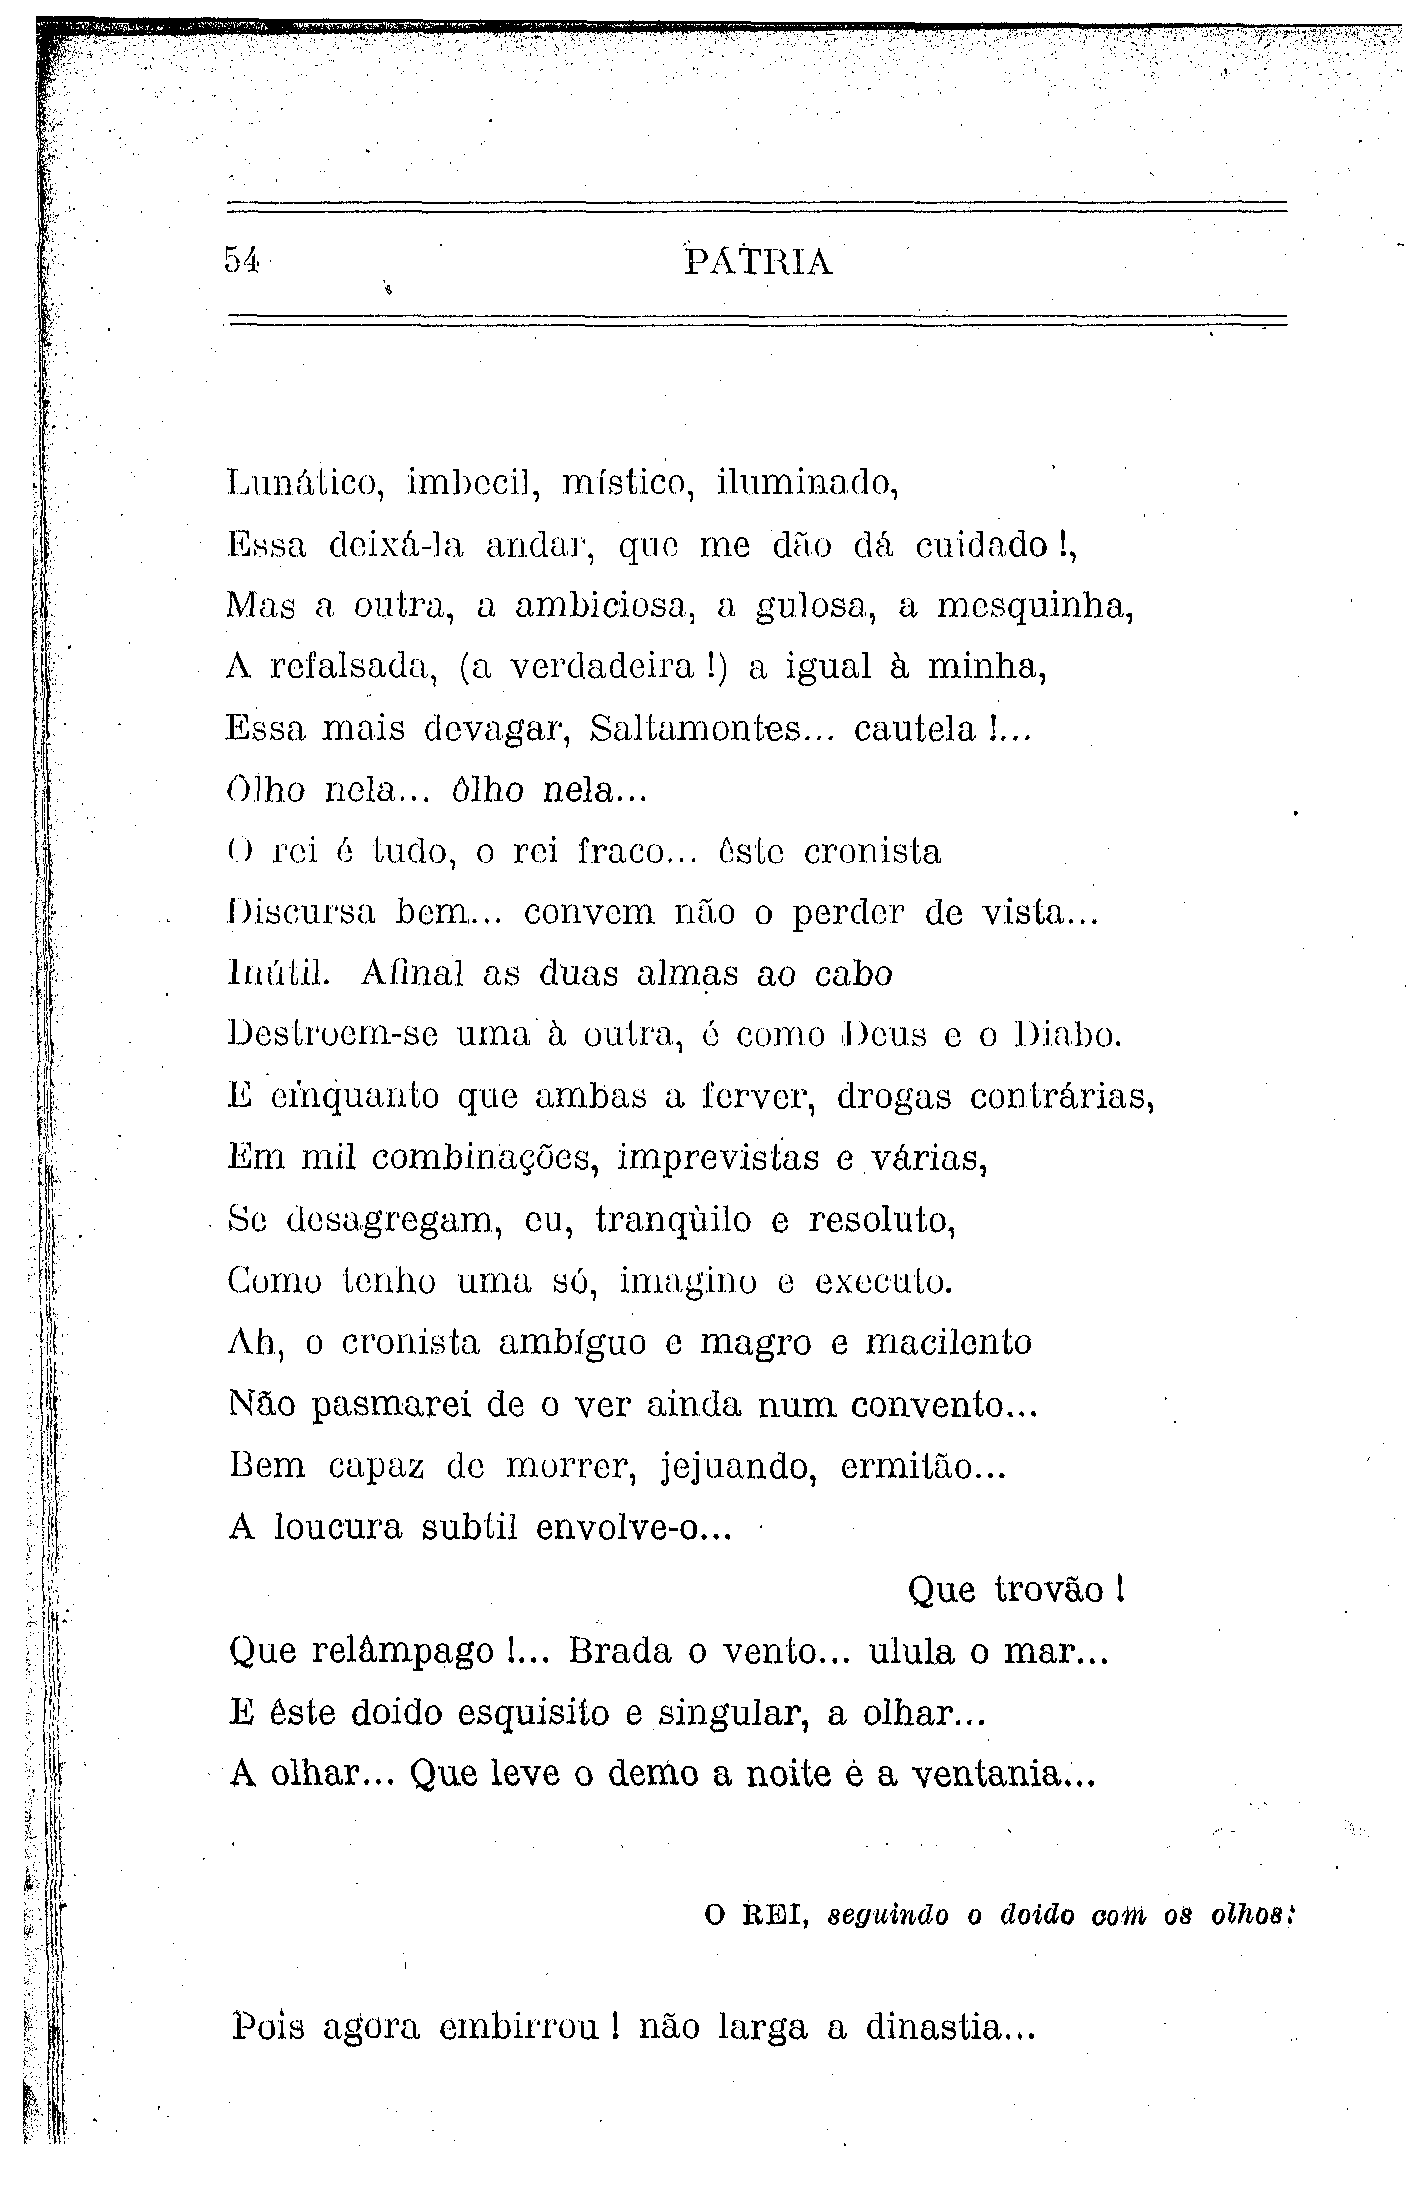 54 PÁTRIA
Lunático, imbecil, místico, iluminado,
Essa deixá-la andar, que me dão dá cuidado !,
Mas a outra, a ambiciosa, a gulosa, a mesquinha,
A refalsada, (a verdadeira !) a igual à minha,
Essa mais devagar, Saltamontes... cautela !...
Ôlho nela... ôlho nela...
O rei é tudo, o rei fraco... êste cronista
Discursa bem... convem não o perder de vista...
Inútil. Afinal as duas almas ao cabo
Destroem-se uma à outra, é como Deus e o Diabo.
E emquanto que ambas a ferver, drogas contrárias,
Em mil combinações, imprevistas e várias,
Se desagregam, eu, tranqùilo e resoluto,
Como tenho uma só, imagino e executo.
Ah, o cronista ambíguo e magro e macilento
Não pasmarei de o ver ainda num convento...
Bem capaz de morrer, jejuando, ermitão...
A loucura subtil envolve-o...
Que trovão !
Que relâmpago !... Brada o vento... ulula o mar...
E êste doido esquisito e singular, a olhar...
A olhar... Que leve o demo a noite e a ventania...
O REI, seguindo o doido com os olhos:
Pois agora embirrou ! não larga a dinastia...